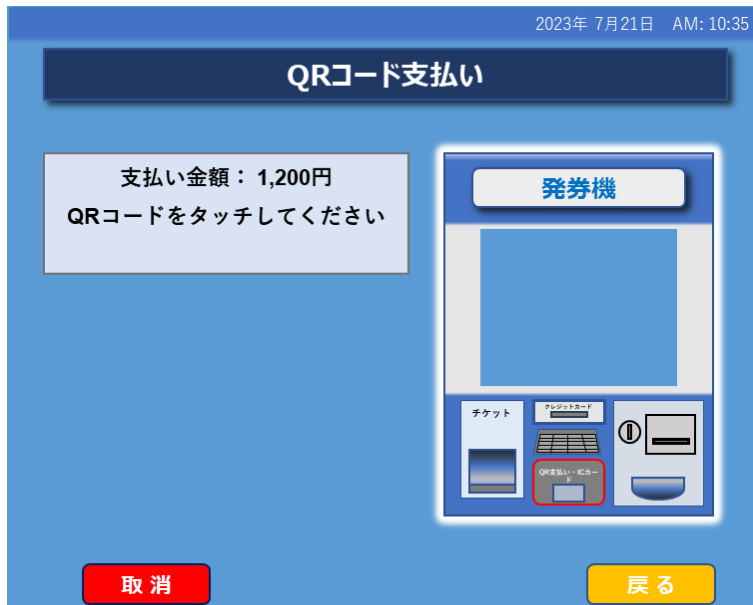 2023年 7月21日 AM: 10:35
QRコード支払い
支払い金額： 1,200円
QRコードをタッチしてください
発券機
チケット
クレジットカード
QR支払い・ICカー
ド
取 消
戻 る